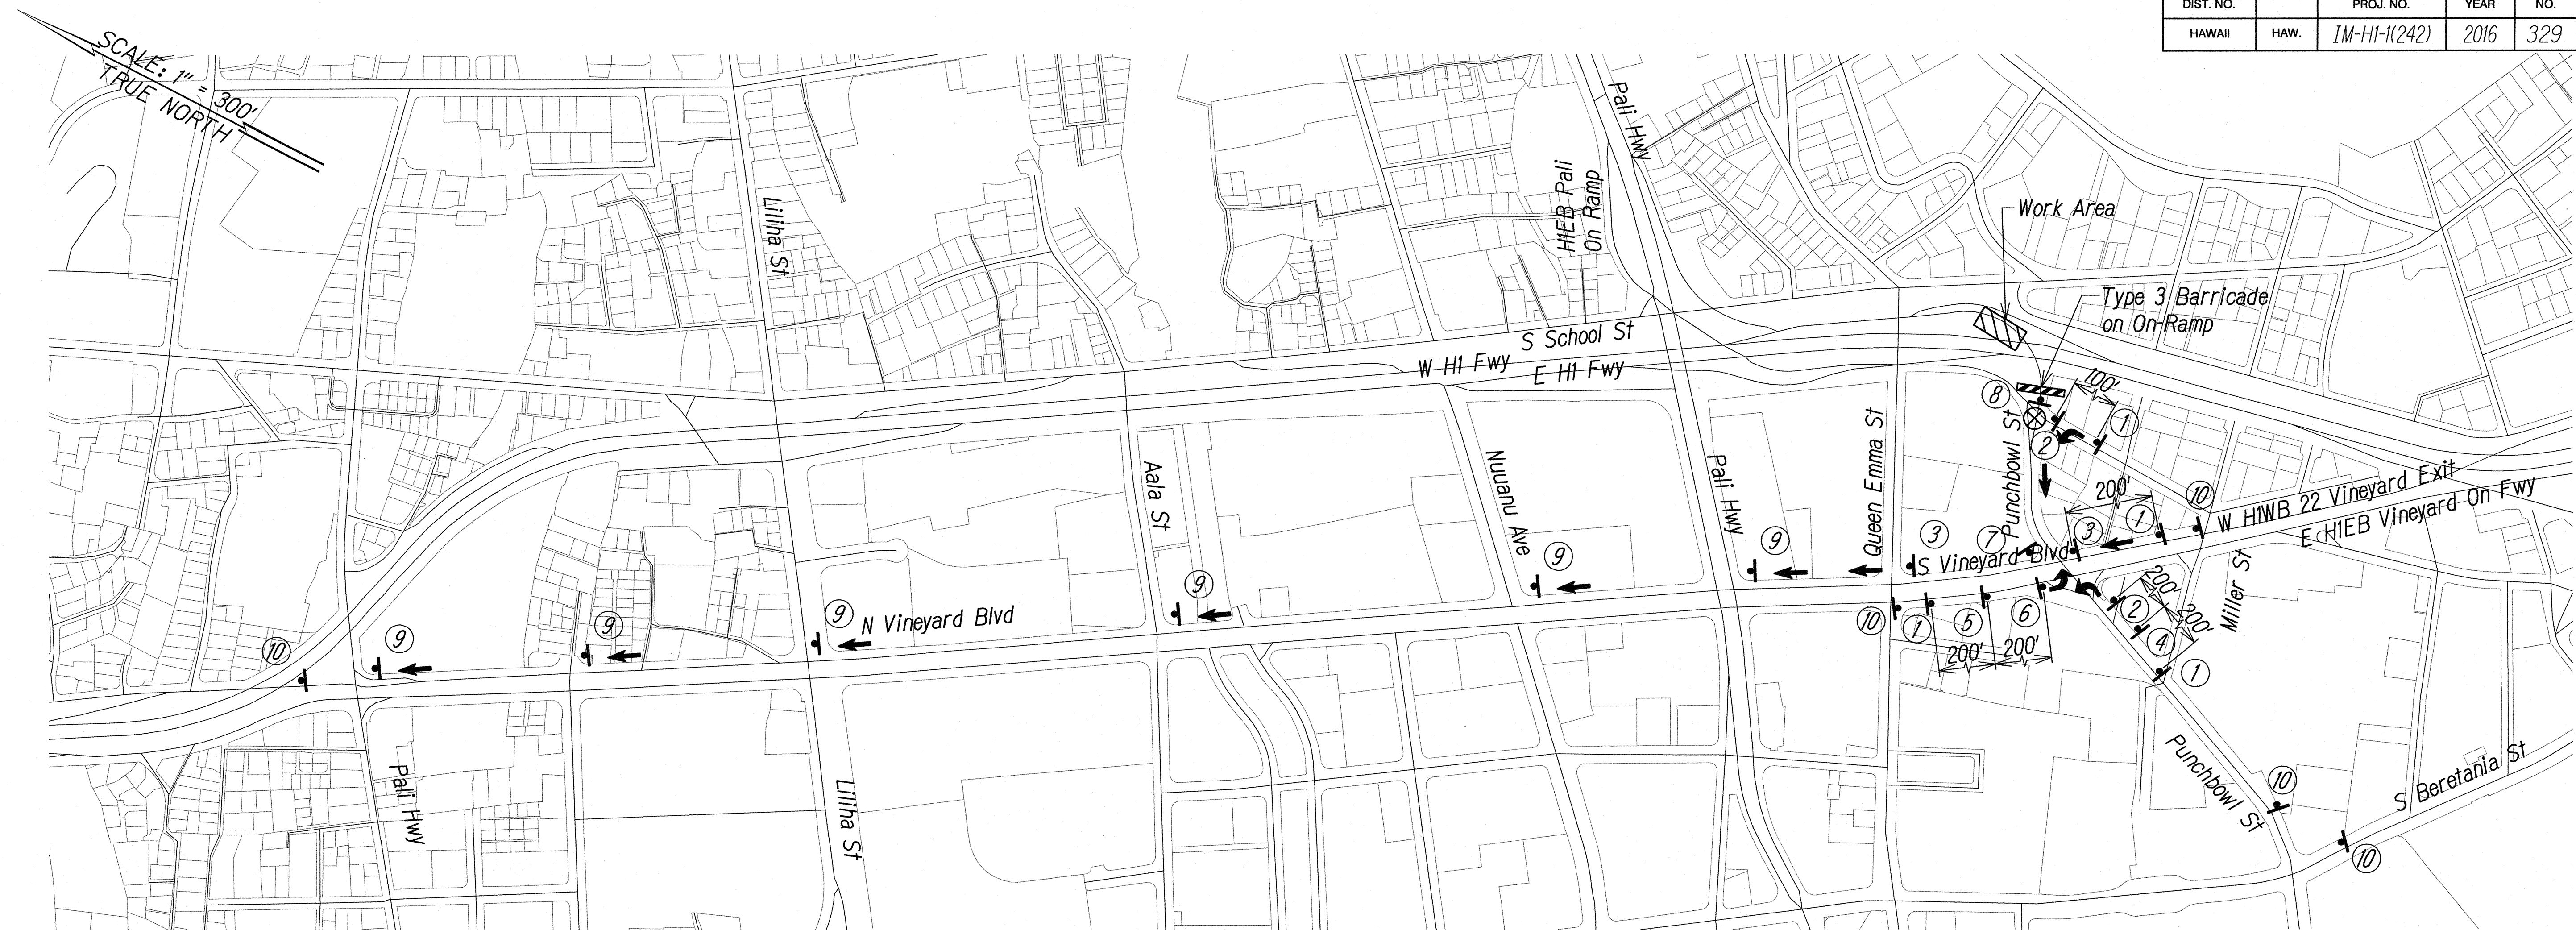 DIST. NO.
PROJ. NO.
YEAR
NO.
HAWAII
HAW.
IM-H1-1(242)
2016
329
SCALE: 1" = 300'
TRUE NORTH
Liliha St
Pali Hwy
H1EB Pali
On Ramp
Work Area
Type 3 Barricade
on On-Ramp
S School St
W H1 Fwy
E H1 Fwy
100'
8
1
2
Punchbowl St
Queen Emma St
Aala St
Nuuanu Ave
Pali Hwy
200'
10
W H1WB 22 Vineyard Exit
E H1EB Vineyard On Fwy
3
7
3
1
S Vineyard Blvd
9
9
9
9
N Vineyard Blvd
9
9
10
10
1
5
6
200'
200'
200'
200'
2
4
1
Miller St
Pali Hwy
Liliha St
Punchbowl St
10
10
S Beretania St